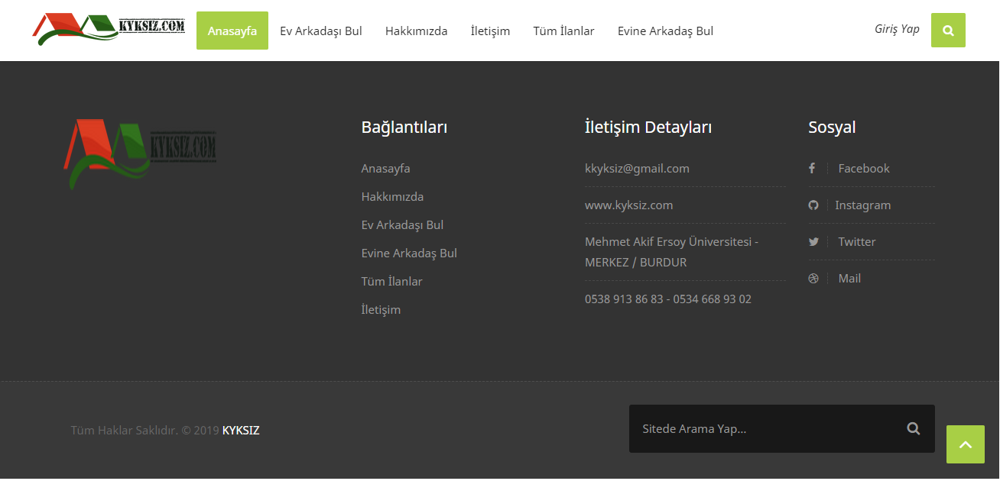 KYKSIZ.COM
Anasayfa
Ev Arkadaşı Bul
Hakkımızda
İletişim
Tüm İlanlar
Evine Arkadaş Bul
Giriş Yap
KYKSIZ.COM
Bağlantıları
Anasayfa
Hakkımızda
Ev Arkadaşı Bul
Evine Arkadaş Bul
Tüm İlanlar
İletişim
İletişim Detayları
kkyksiz@gmail.com
www.kyksiz.com
Mehmet Akif Ersoy Üniversitesi -
MERKEZ / BURDUR
0538 913 86 83 - 0534 668 93 02
Sosyal
Facebook
Instagram
Twitter
Mail
Tüm Haklar Saklıdır. © 2019 KYKSIZ
Sitede Arama Yap...